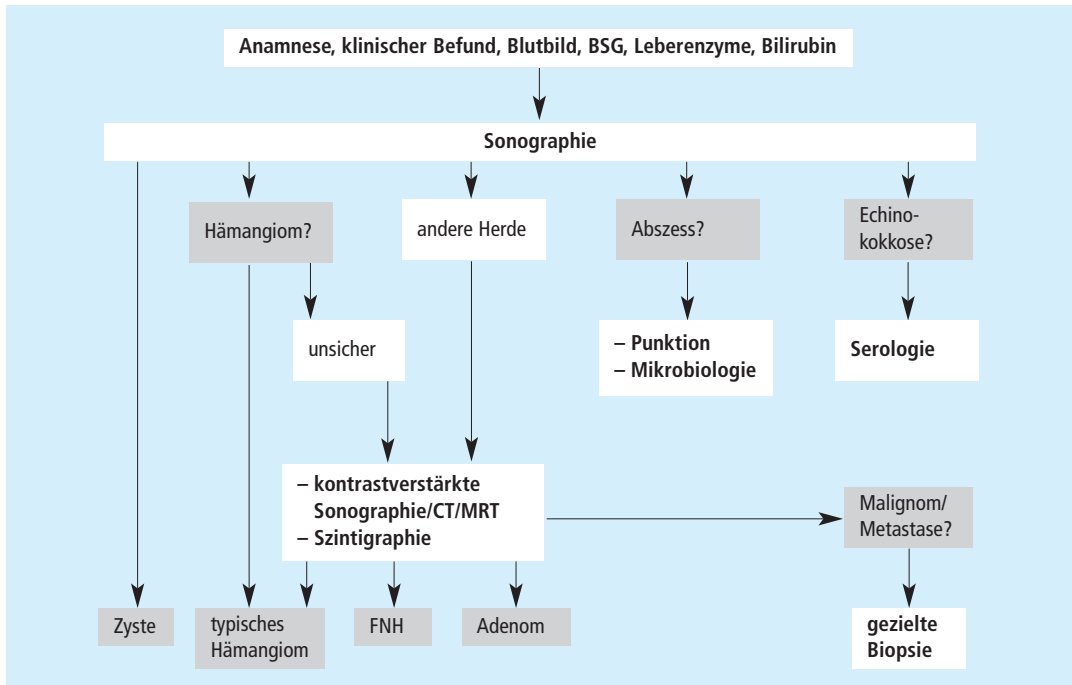 Anamnese, klinischer Befund, Blutbild, BSG, Leberenzyme, Bilirubin
Sonographie
Hämangiom?
andere Herde
Abszess?
Echino-
kokkose?
unsicher
– Punktion
– Mikrobiologie
Serologie
– kontrastverstärkte
Sonographie/CT/MRT
– Szintigraphie
Malignom/
Metastase?
Zyste
typisches
Hämangiom
FNH
Adenom
gezielte
Biopsie